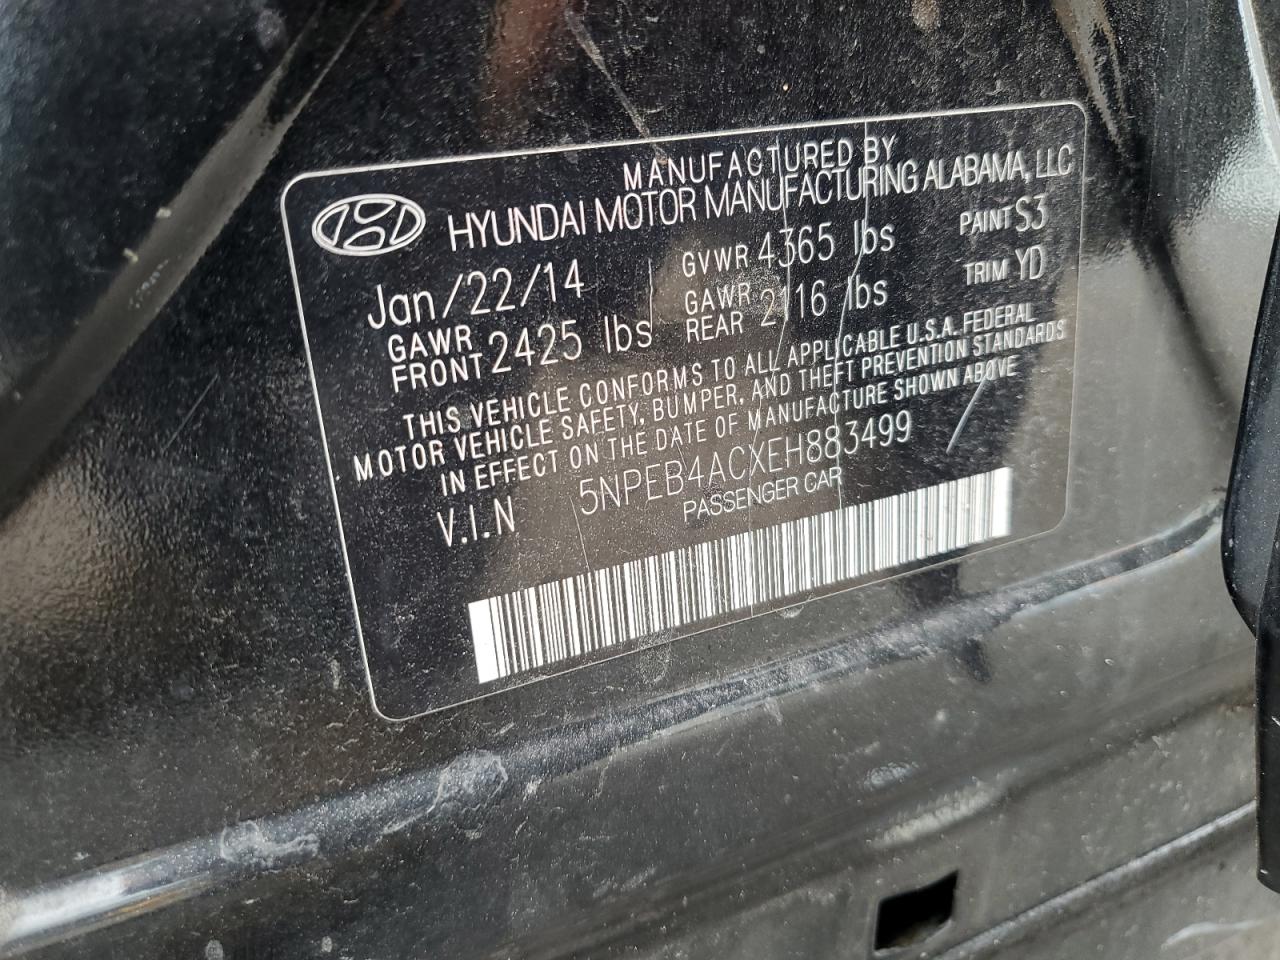 MANUFACTURED BY
HYUNDAI MOTOR MANUFACTURING ALABAMA, LLC
Jan/22/14 GVWR 4365 lbs PAINT S3
GAWR FRONT 2425 lbs GAWR REAR 2116 lbs TRIM YD
THIS VEHICLE CONFORMS TO ALL APPLICABLE U.S.A. FEDERAL
MOTOR VEHICLE SAFETY, BUMPER, AND THEFT PREVENTION STANDARDS
IN EFFECT ON THE DATE OF MANUFACTURE SHOWN ABOVE
V.I.N 5NPEB4ACXEH883499
PASSENGER CAR